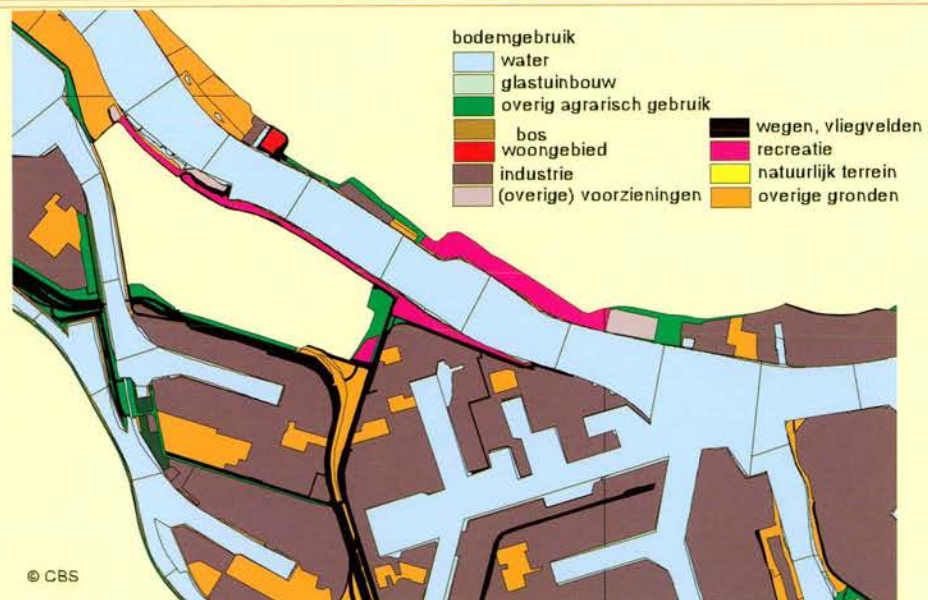 bodemgebruik
water
glastuinbouw
overig agrarisch gebruik
bos
woongebied
industrie
(overige) voorzieningen
wegen, vliegvelden
recreatie
natuurlijk terrein
overige gronden
© CBS